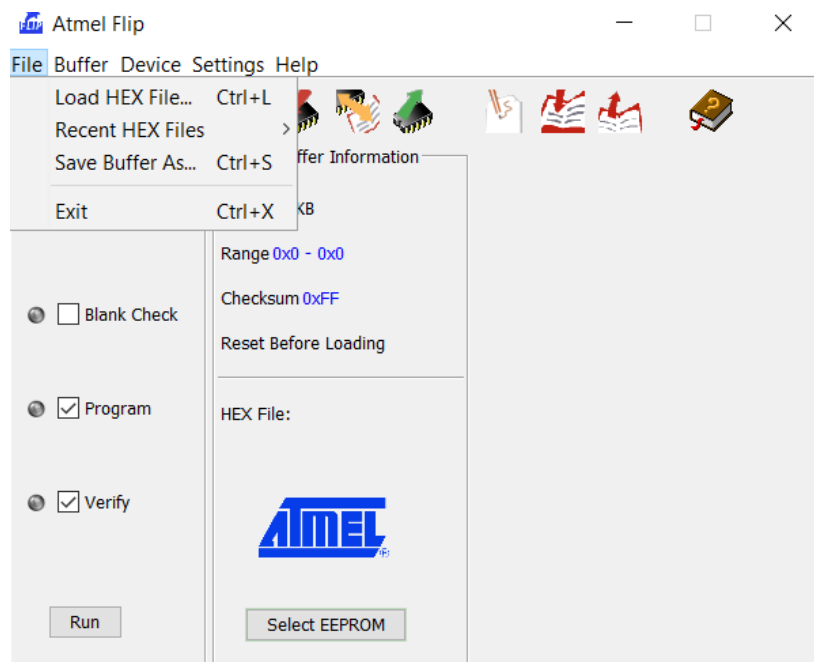 Atmel Flip
File Buffer Device Settings Help
Load HEX File... Ctrl+L
Recent HEX Files
Save Buffer As... Ctrl+S
Exit Ctrl+X
Information
KB
Range 0x0 - 0x0
Checksum 0xFF
Reset Before Loading
Blank Check
HEX File:
Program
Verify
ATMEL
Run
Select EEPROM